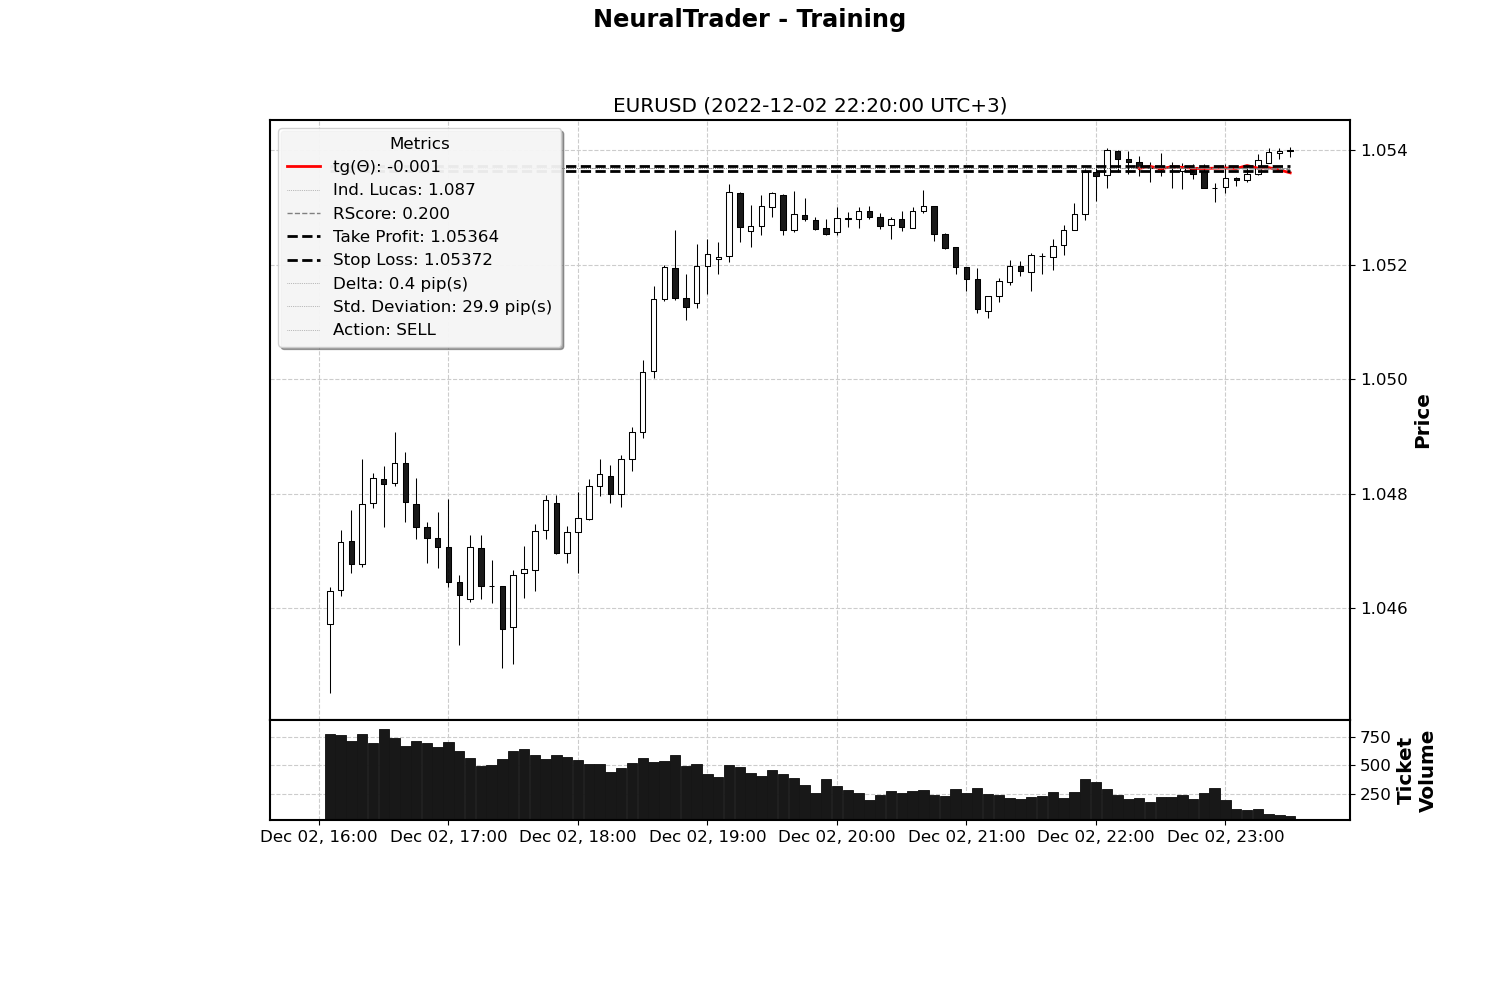 NeuralTrader - Training
EURUSD (2022-12-02 22:20:00 UTC+3)
Metrics
tg(Θ): -0.001
Ind. Lucas: 1.087
RScore: 0.200
Take Profit: 1.05364
Stop Loss: 1.05372
Delta: 0.4 pip(s)
Std. Deviation: 29.9 pip(s)
Action: SELL
1.054
1.052
1.050
1.048
1.046
Price
750
500
250
Ticket
Volume
Dec 02, 16:00 Dec 02, 17:00 Dec 02, 18:00 Dec 02, 19:00 Dec 02, 20:00 Dec 02, 21:00 Dec 02, 22:00 Dec 02, 23:00